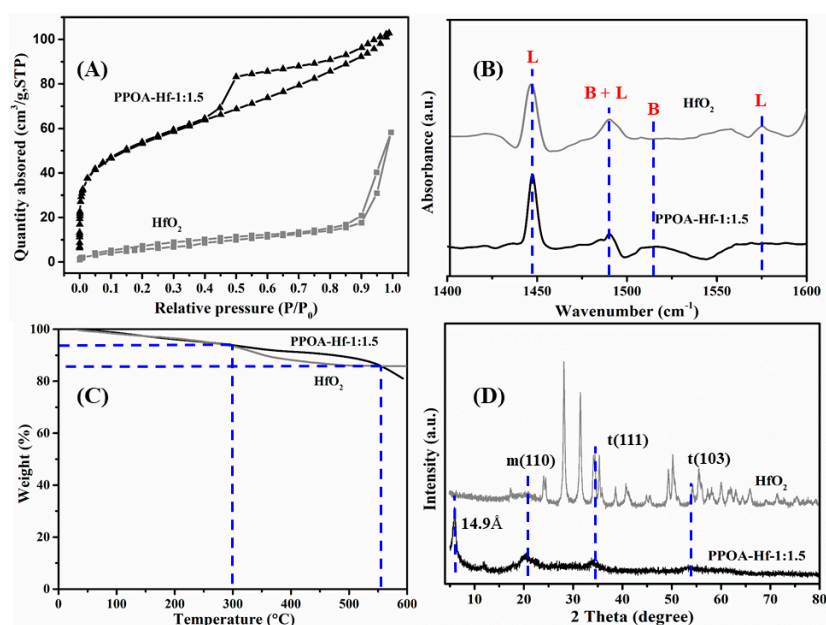 (A)
Quantity absored (cm³/g,STP)
100
80
60
40
20
0
PPOA-Hf-1:1.5
HfO₂
0.0 0.1 0.2 0.3 0.4 0.5 0.6 0.7 0.8 0.9 1.0
Relative pressure (P/P₀)
(B)
Absorbance (a.u.)
L
B + L
B
L
HfO₂
PPOA-Hf-1:1.5
1400 1450 1500 1550 1600
Wavenumber (cm⁻¹)
(C)
Weight (%)
100
80
60
40
20
0
PPOA-Hf-1:1.5
HfO₂
0 100 200 300 400 500 600
Temperature (°C)
(D)
Intensity (a.u.)
14.9Å
m(110)
t(111)
t(103)
HfO₂
PPOA-Hf-1:1.5
10 20 30 40 50 60 70 80
2 Theta (degree)